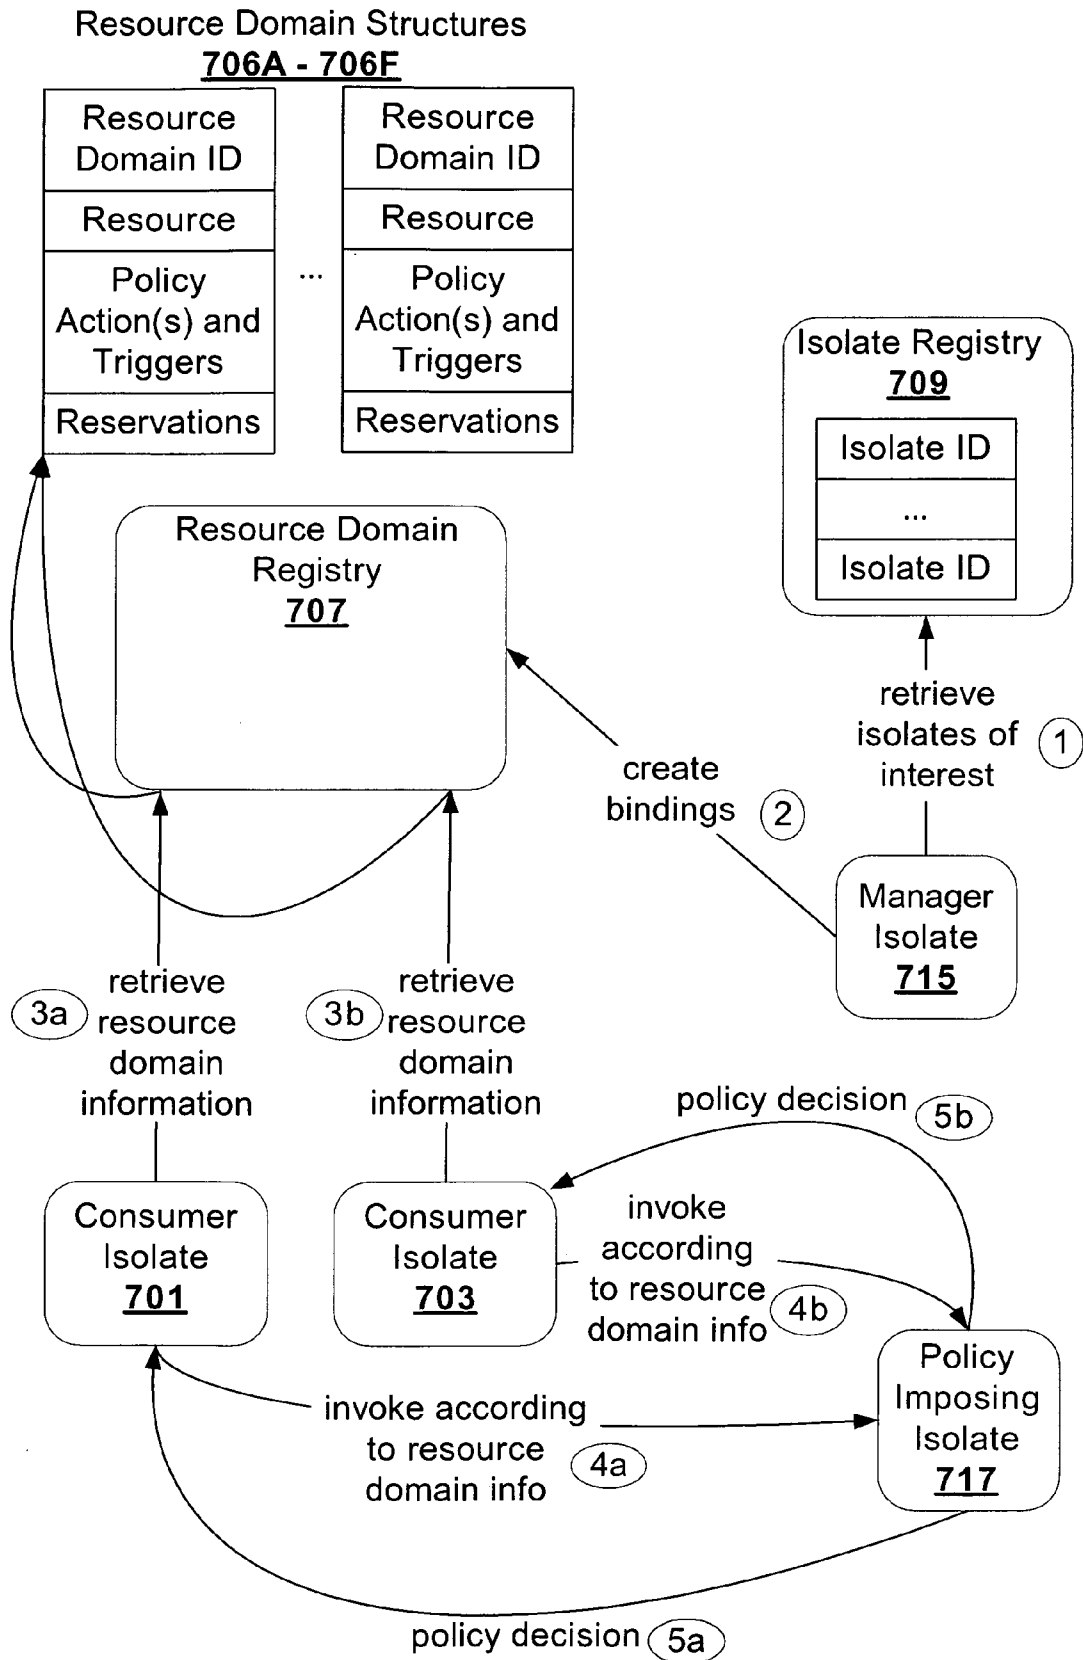 Resource Domain Structures
706A - 706F
Resource
Domain ID
Resource
Policy
Action(s) and
Triggers
Reservations
...
Resource
Domain ID
Resource
Policy
Action(s) and
Triggers
Reservations
Isolate Registry
709
Isolate ID
...
Isolate ID
Resource Domain
Registry
707
retrieve
isolates of
interest
1
create
bindings
2
Manager
Isolate
715
retrieve
resource
domain
information
3a
retrieve
resource
domain
information
3b
policy decision
5b
Consumer
Isolate
701
Consumer
Isolate
703
invoke
according
to resource
domain info
4b
Policy
Imposing
Isolate
717
invoke according
to resource
domain info
4a
policy decision
5a